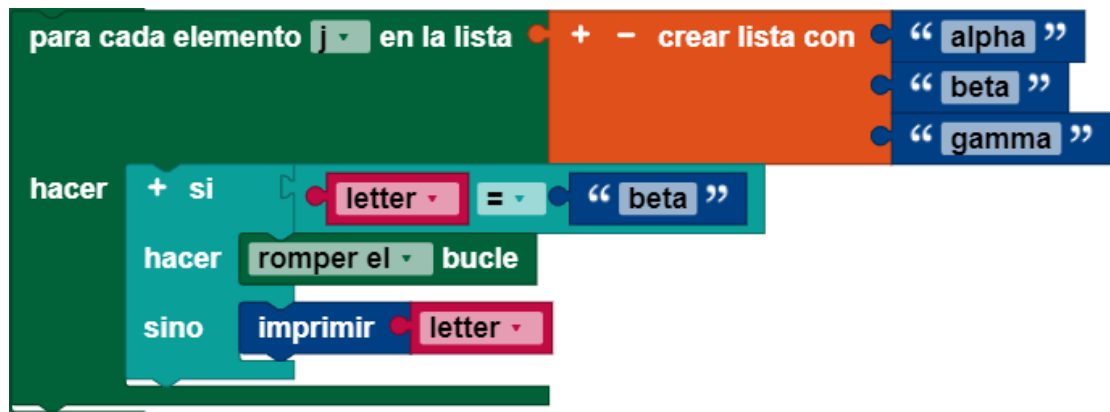 para cada elemento j en la lista + - crear lista con “ alpha ”
“ beta ”
“ gamma ”
hacer + si letter = “ beta ”
hacer romper el bucle
sino imprimir letter